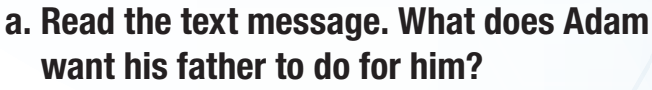 a. Read the text message. What does Adam
want his father to do for him?